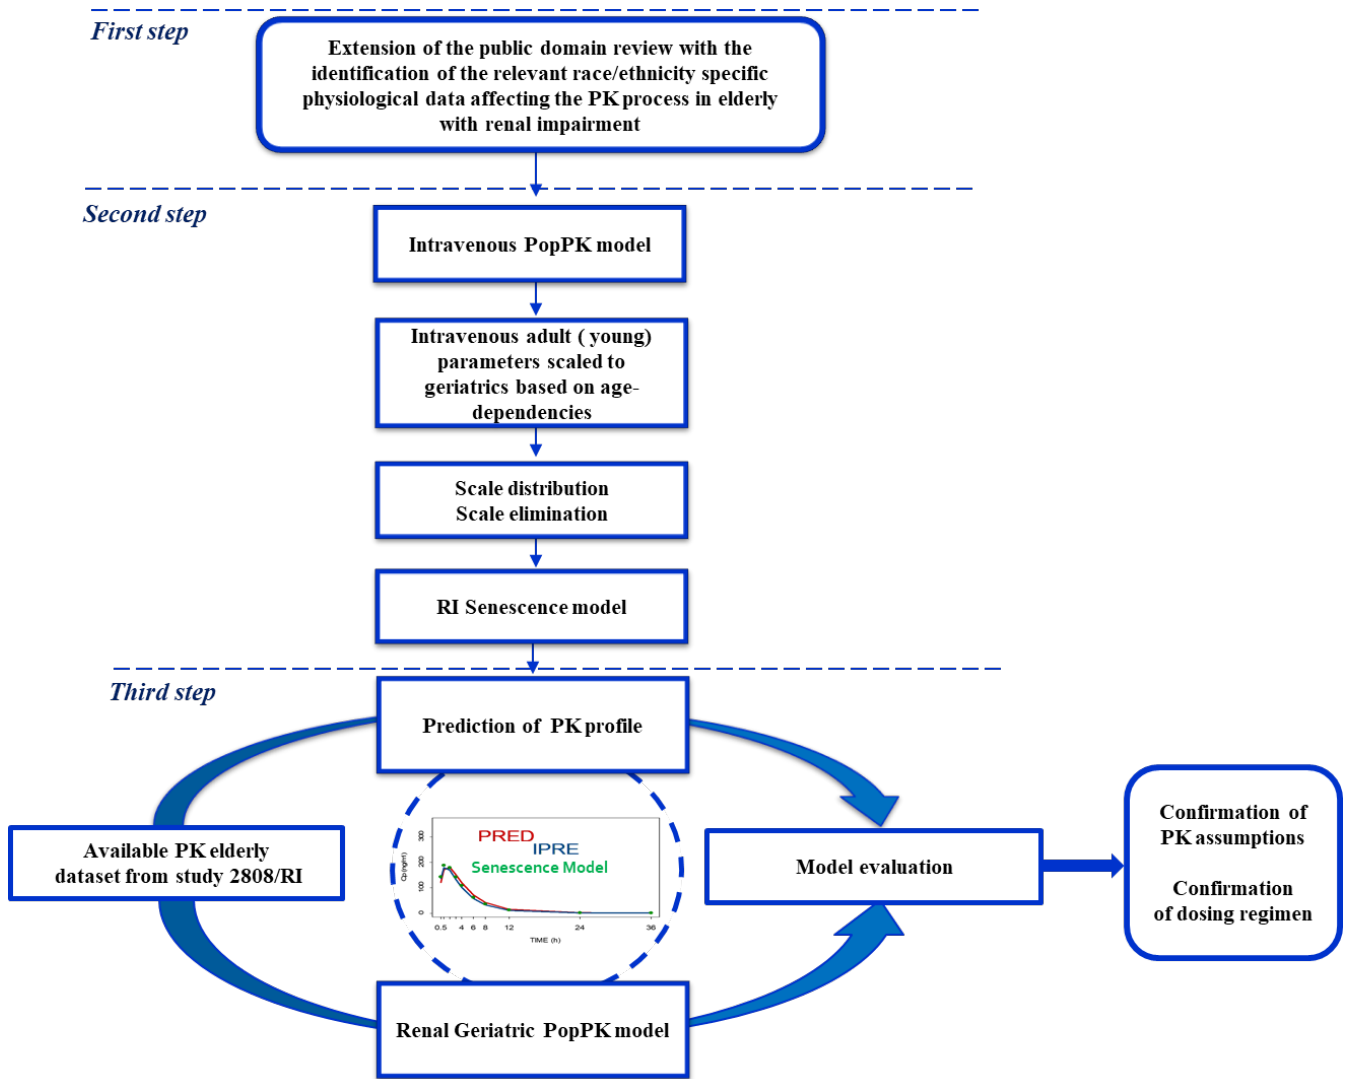 First step
Extension of the public domain review with the
identification of the relevant race/ethnicity specific
physiological data affecting the PK process in elderly
with renal impairment
Second step
Intravenous PopPK model
Intravenous adult ( young)
parameters scaled to
geriatrics based on age-
dependencies
Scale distribution
Scale elimination
RI Senescence model
Third step
Prediction of PK profile
Available PK elderly
dataset from study 2808/RI
PRED
IPRE
Senescence Model
0 100 200 300
0.5 4 6 8 12 24 36
TIME (h)
Model evaluation
Confirmation of
PK assumptions
Confirmation
of dosing regimen
Renal Geriatric PopPK model